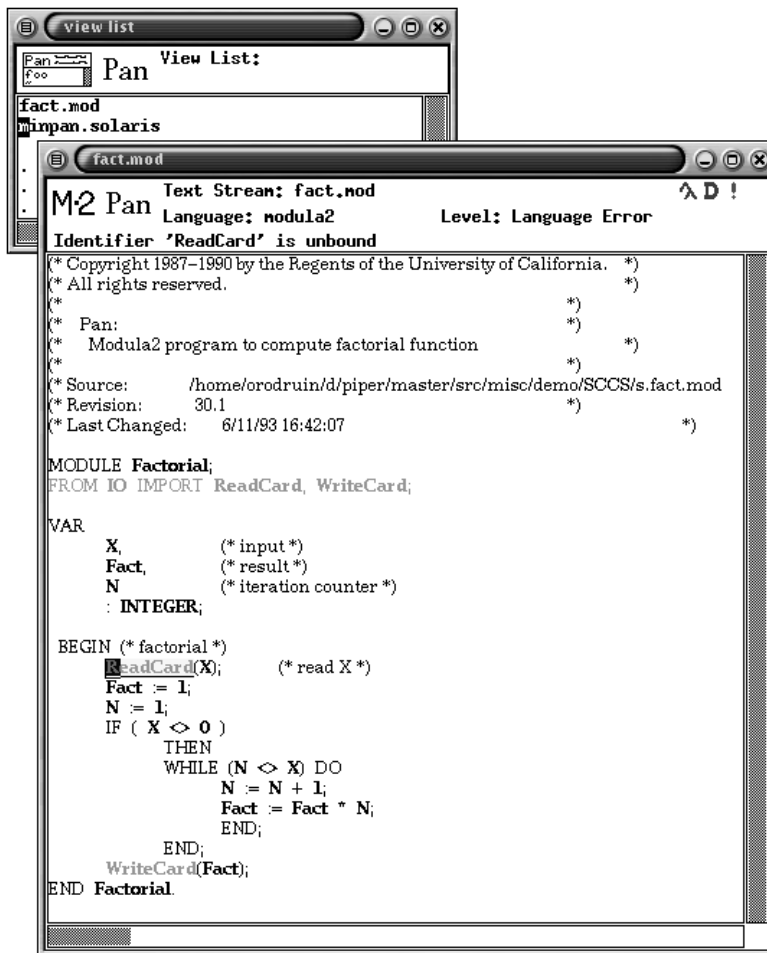 view list
Pan
foo
Pan View List:
fact.mod
minpan.solaris
.
.
.
fact.mod
M·2 Pan Text Stream: fact.mod
λ D !
Language: modula2 Level: Language Error
Identifier 'ReadCard' is unbound
(* Copyright 1987–1990 by the Regents of the University of California. *)
(* All rights reserved. *)
(* *)
(* Pan: *)
(* Modula2 program to compute factorial function *)
(* *)
(* Source: /home/orodruin/d/piper/master/src/misc/demo/SCCS/s.fact.mod
(* Revision: 30.1 *)
(* Last Changed: 6/11/93 16:42:07 *)
MODULE Factorial;
FROM IO IMPORT ReadCard, WriteCard;
VAR
X, (* input *)
Fact, (* result *)
N (* iteration counter *)
: INTEGER;
BEGIN (* factorial *)
ReadCard(X); (* read X *)
Fact := 1;
N := 1;
IF ( X <> 0 )
THEN
WHILE (N <> X) DO
N := N + 1;
Fact := Fact * N;
END;
END;
WriteCard(Fact);
END Factorial.